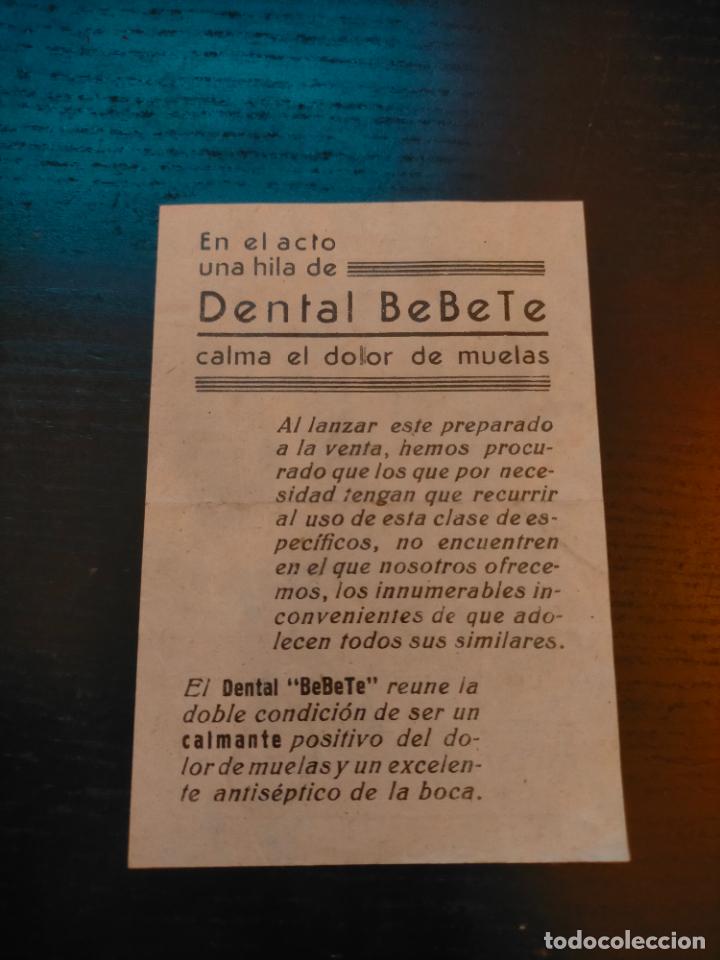 En el acto
una hila de
Dental BeBeTe
calma el dolor de muelas
Al lanzar este preparado
a la venta, hemos procu-
rado que los que por nece-
sidad tengan que recurrir
al uso de esta clase de es-
pecíficos, no encuentren
en el que nosotros ofrece-
mos, los innumerables in-
convenientes de que ado-
lecen todos sus similares.
El Dental "BeBeTe" reune la
doble condición de ser un
calmante positivo del do-
lor de muelas y un excelen-
te antiséptico de la boca.
todocoleccion